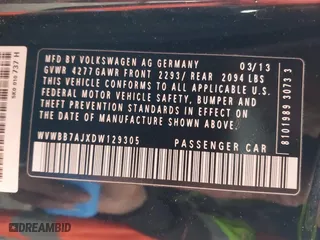 MFD BY VOLKSWAGEN AG GERMANY 03/13
GVWR 4277 GAWR FRONT 2293/ REAR 2094 LBS
THIS VEHICLE CONFORMS TO ALL APPLICABLE U.S.
FEDERAL MOTOR VEHICLE SAFETY, BUMPER AND
THEFT PREVENTION STANDARDS IN EFFECT ON THE
DATE OF MANUFACTURE SHOWN ABOVE
WVWBB7AJXDW129305 PASSENGER CAR
8101989 3073 3
737 H
DREAMBID